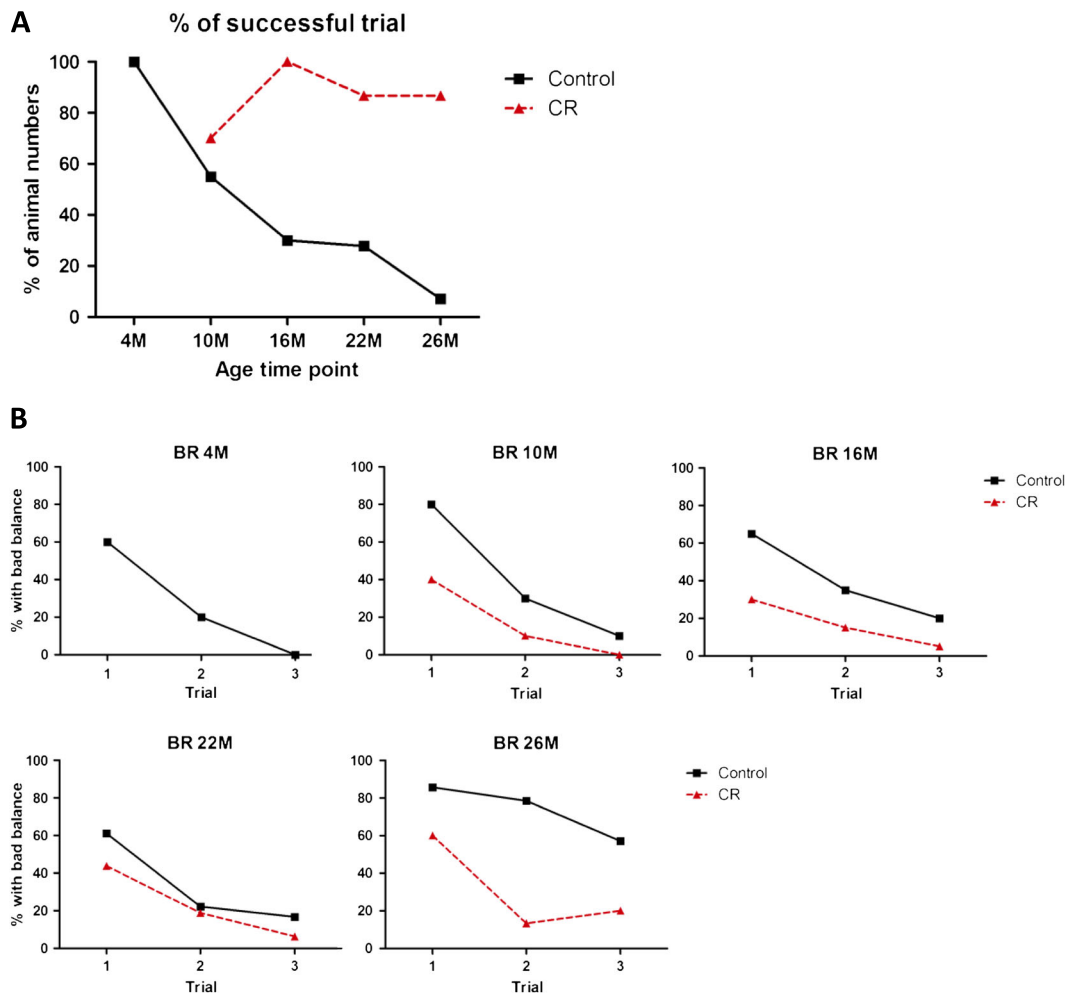 A
% of successful trial
% of animal numbers
100
80
60
40
20
0
4M 10M 16M 22M 26M
Age time point
Control
CR
B
BR 4M
% with bad balance
100
80
60
40
20
0
1 2 3
Trial
BR 10M
100
80
60
40
20
0
1 2 3
Trial
BR 16M
100
80
60
40
20
0
1 2 3
Trial
Control
CR
BR 22M
% with bad balance
100
80
60
40
20
0
1 2 3
Trial
BR 26M
100
80
60
40
20
0
1 2 3
Trial
Control
CR